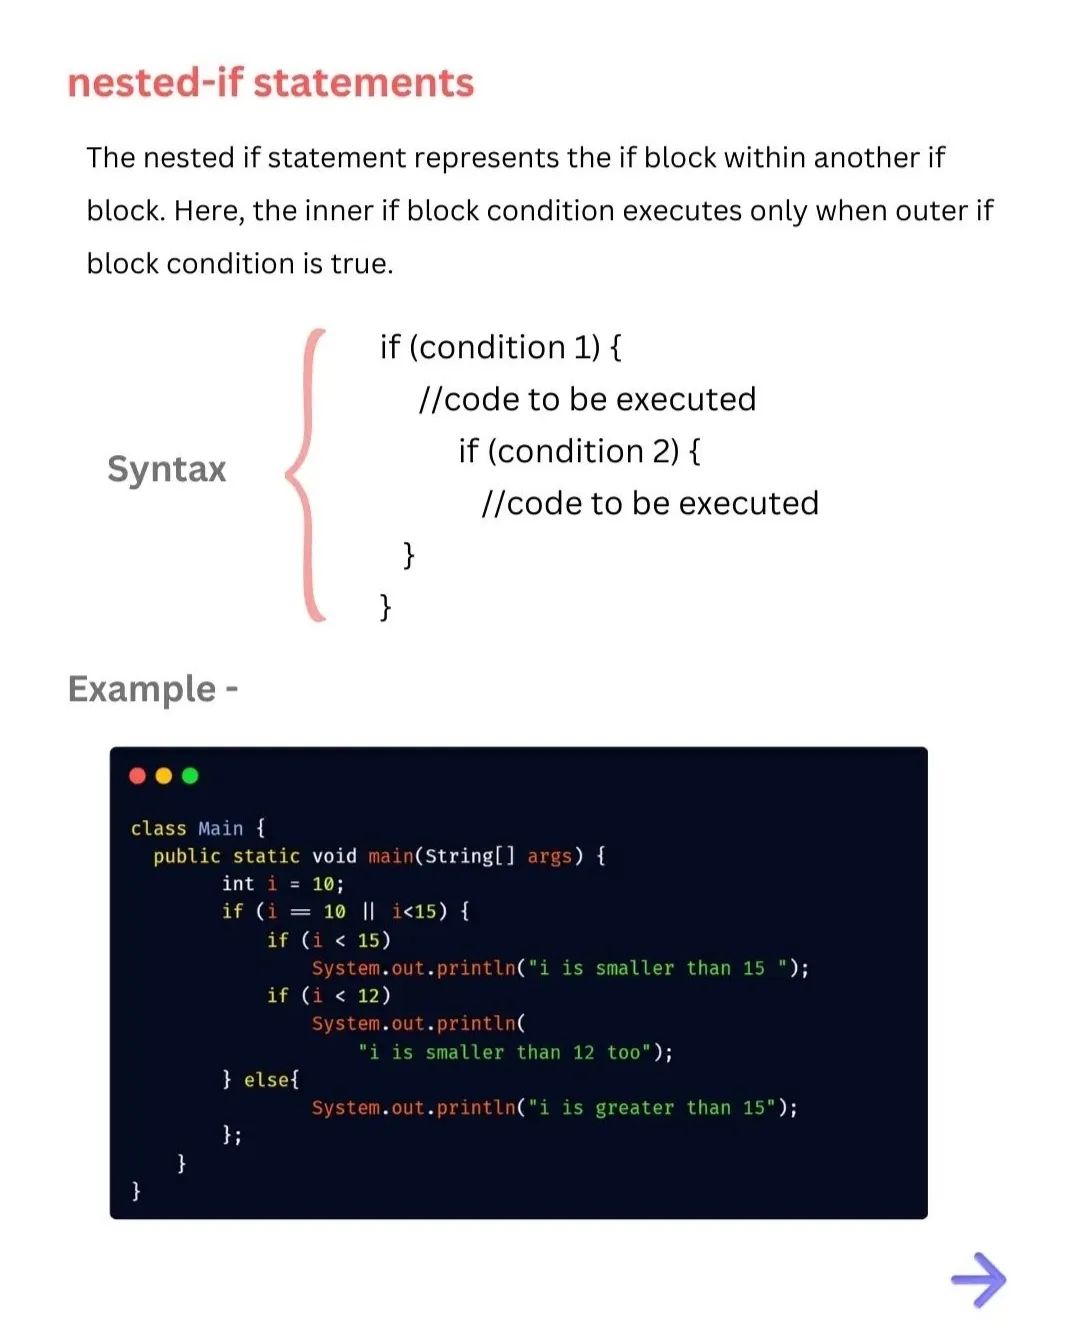 nested-if statements
The nested if statement represents the if block within another if
block. Here, the inner if block condition executes only when outer if
block condition is true.
if (condition 1) {
//code to be executed
if (condition 2) {
Syntax
//code to be executed
}
}
Example -
class Main {
public static void main(String[] args) {
int i = 10;
if (i == 10 || i<15) {
if (i < 15)
System.out.println("i is smaller than 15 ");
if (i < 12)
System.out.println(
"i is smaller than 12 too");
} else{
System.out.println("i is greater than 15");
};
}
}